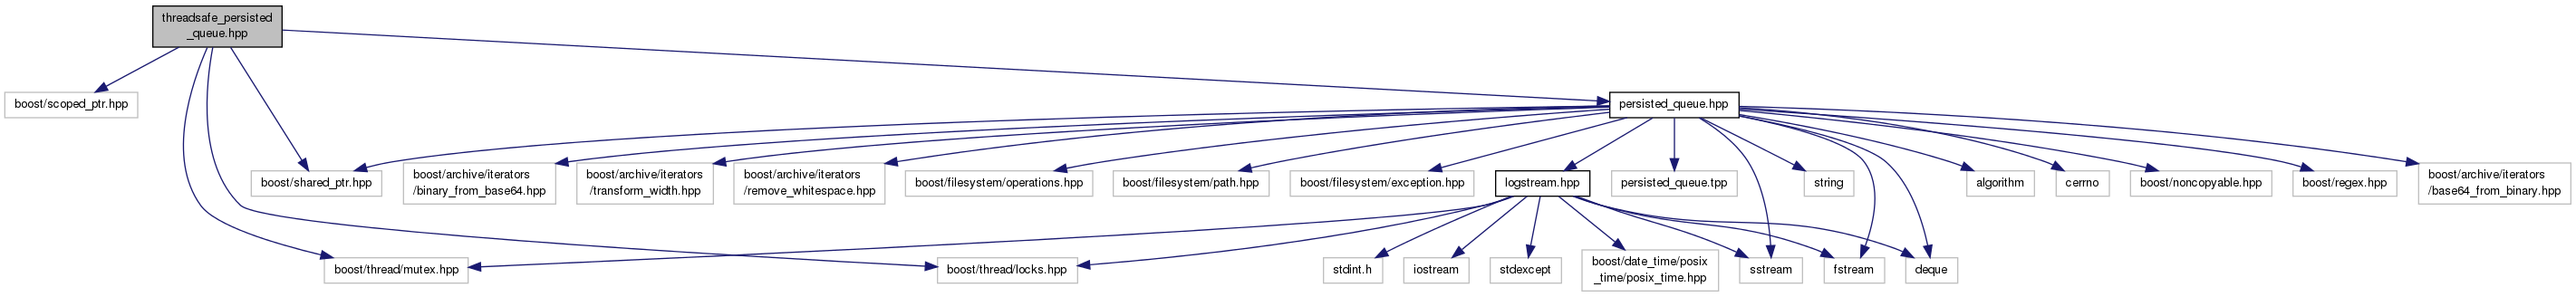 threadsafe_persisted
_queue.hpp
boost/scoped_ptr.hpp
persisted_queue.hpp
boost/shared_ptr.hpp
boost/archive/iterators
/binary_from_base64.hpp
boost/archive/iterators
/transform_width.hpp
boost/archive/iterators
/remove_whitespace.hpp
boost/filesystem/operations.hpp
boost/filesystem/path.hpp
boost/filesystem/exception.hpp
logstream.hpp
persisted_queue.tpp
string
algorithm
cerrno
boost/noncopyable.hpp
boost/regex.hpp
boost/archive/iterators
/base64_from_binary.hpp
boost/thread/mutex.hpp
boost/thread/locks.hpp
stdint.h
iostream
stdexcept
boost/date_time/posix
_time/posix_time.hpp
sstream
fstream
deque